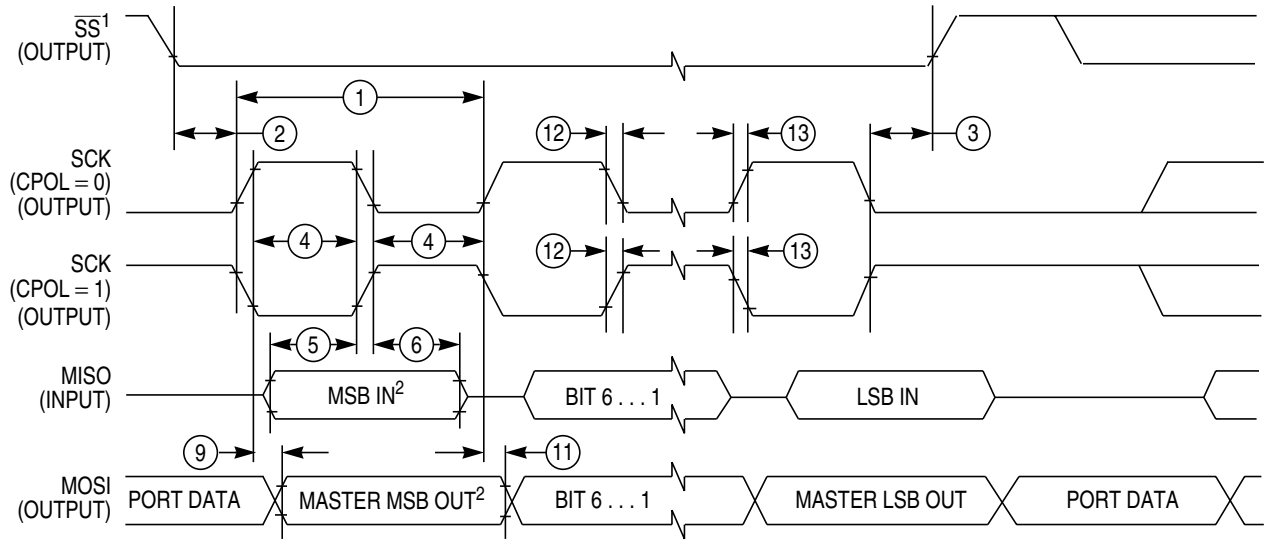 SS¹
(OUTPUT)
1
2
12
13
3
SCK
(CPOL = 0)
(OUTPUT)
4
4
12
13
SCK
(CPOL = 1)
(OUTPUT)
5
6
MISO
(INPUT)
MSB IN²
BIT 6 . . . 1
LSB IN
9
11
MOSI
(OUTPUT)
PORT DATA
MASTER MSB OUT²
BIT 6 . . . 1
MASTER LSB OUT
PORT DATA